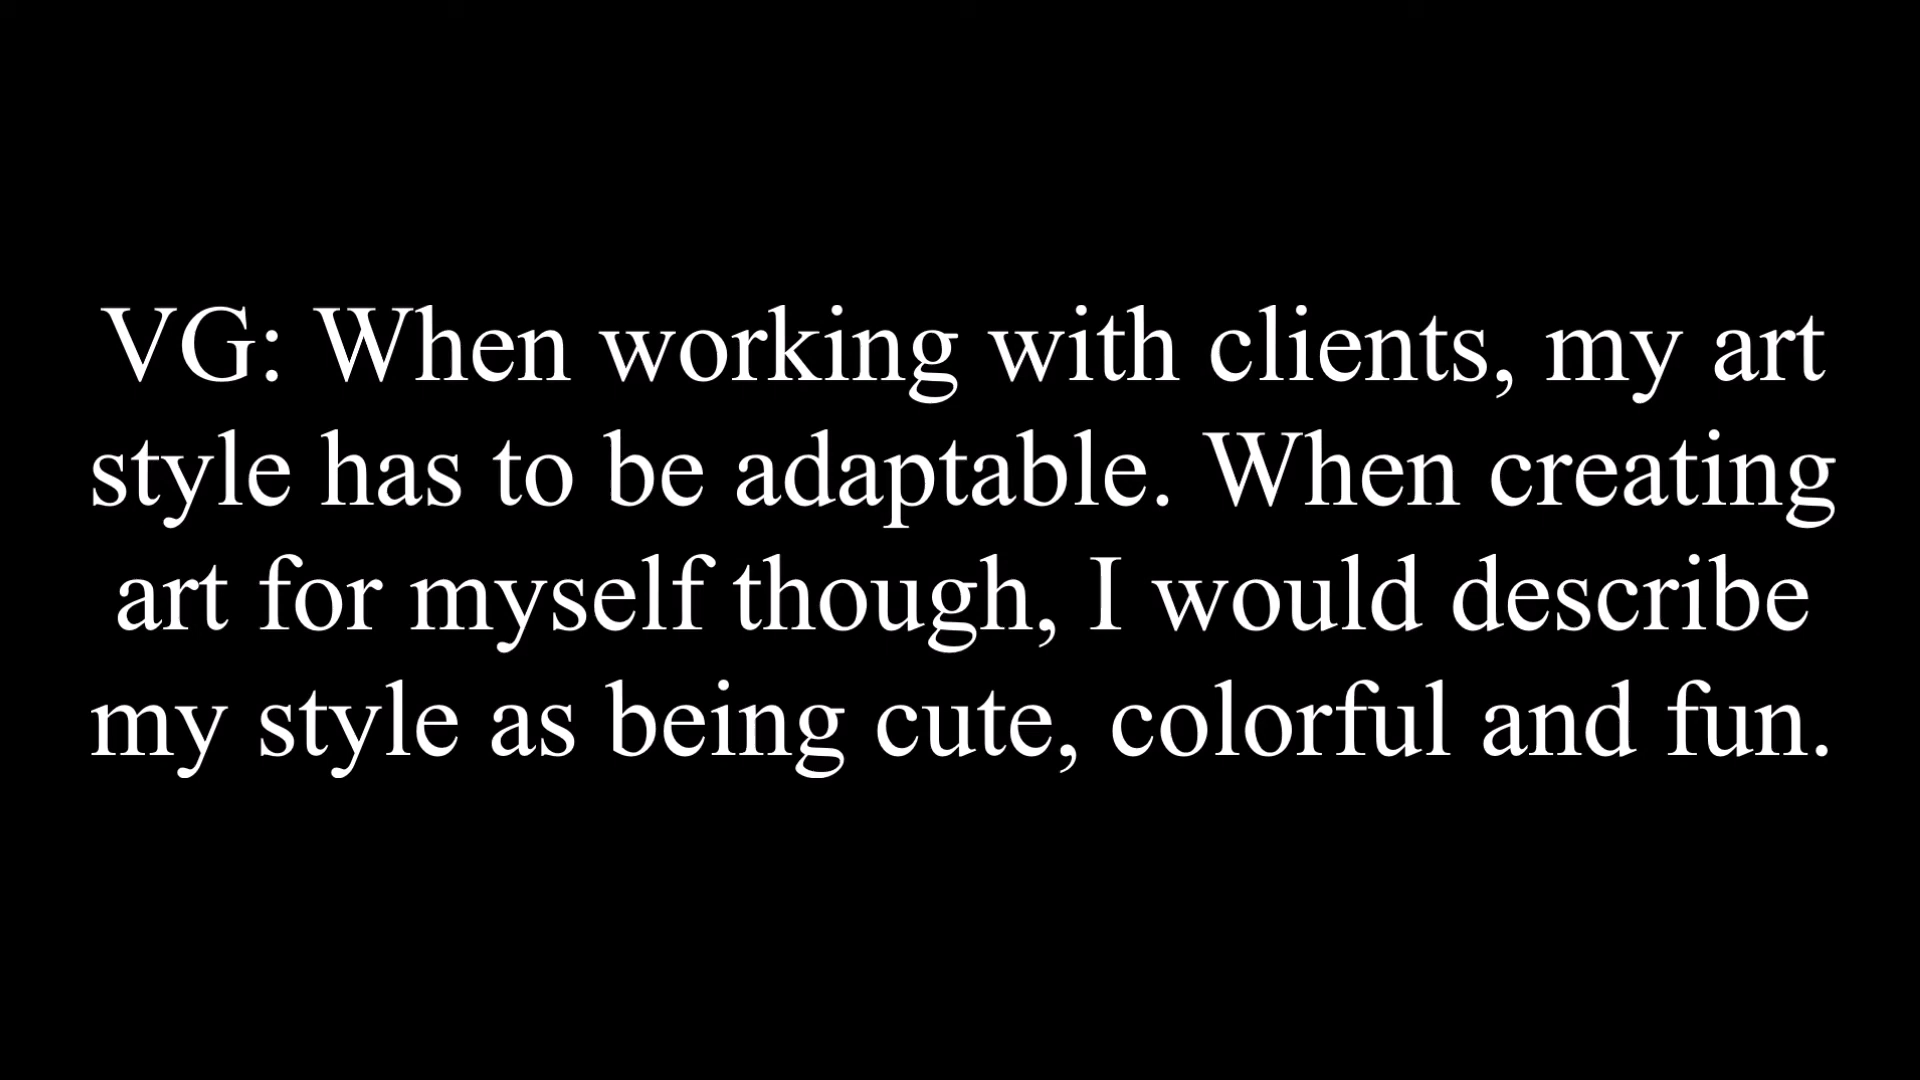 VG: When working with clients, my art
style has to be adaptable. When creating
art for myself though, I would describe
my style as being cute, colorful and fun.